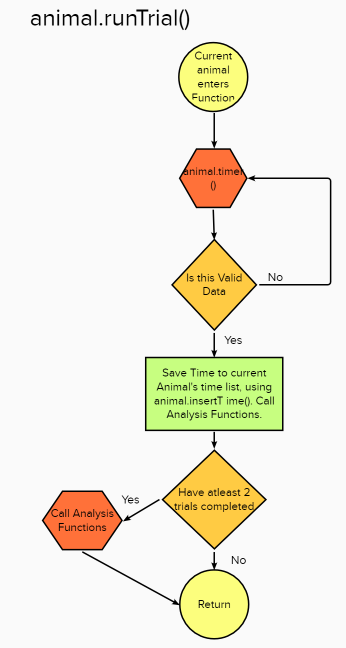 animal.runTrial()
Current
animal
enters
Function
animal.timer
()
Is this Valid
Data
No
Yes
Save Time to current
Animal's time list, using
animal.insertT ime(). Call
Analysis Functions.
Have atleast 2
trials completed
Yes
Call Analysis
Functions
No
Return